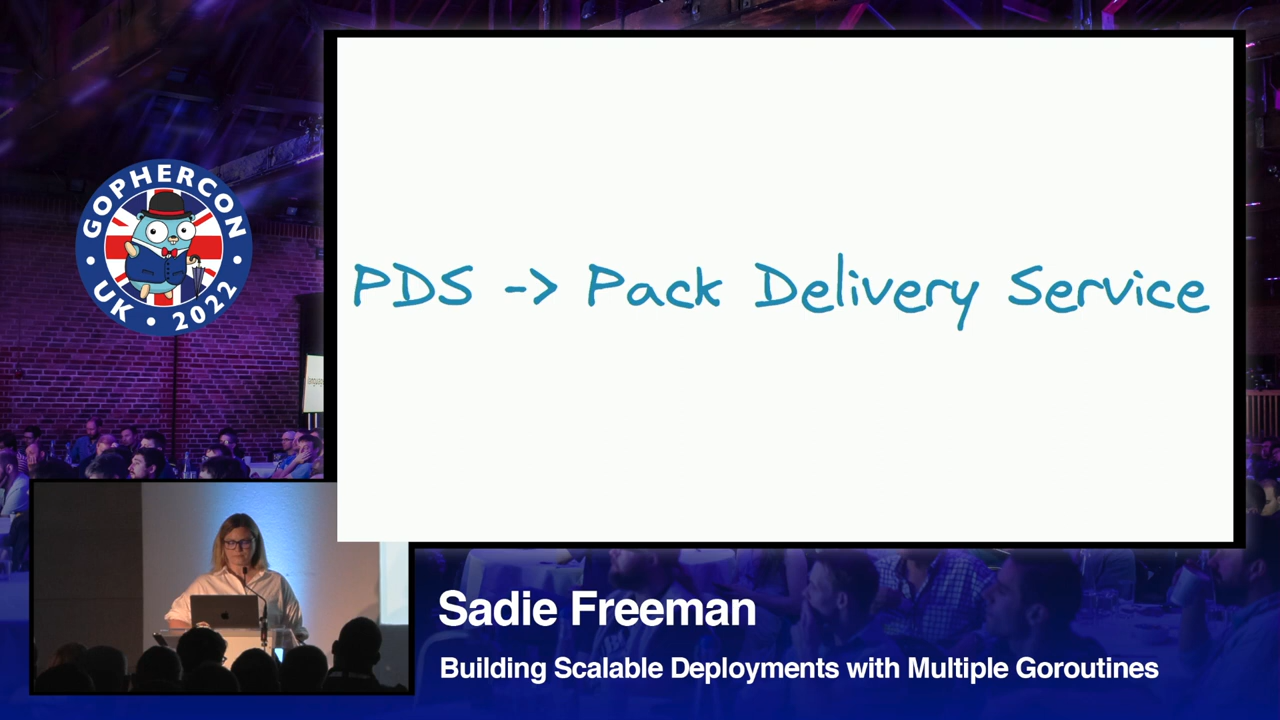 GOPHERCON
UK • 2022
PDS -> Pack Delivery Service
Sadie Freeman
Building Scalable Deployments with Multiple Goroutines